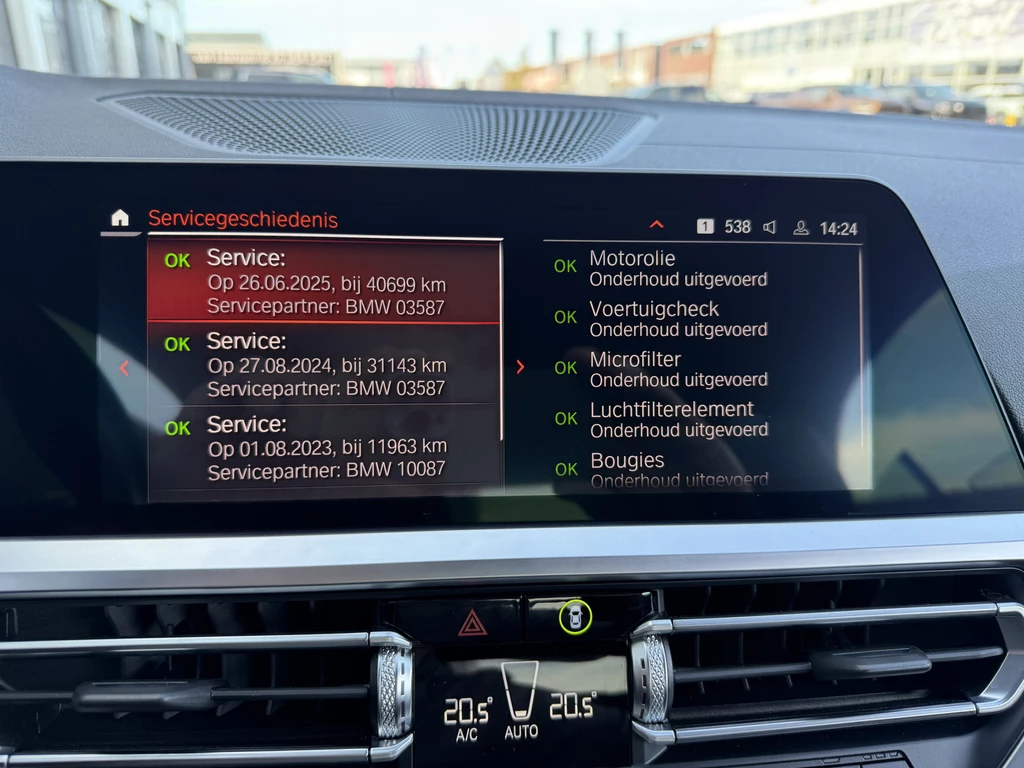 Servicegeschiedenis
1 538 14:24
OK Service:
Op 26.06.2025, bij 40699 km
Servicepartner: BMW 03587
OK Service:
Op 27.08.2024, bij 31143 km
Servicepartner: BMW 03587
OK Service:
Op 01.08.2023, bij 11963 km
Servicepartner: BMW 10087
OK Motorolie
Onderhoud uitgevoerd
OK Voertuigcheck
Onderhoud uitgevoerd
OK Microfilter
Onderhoud uitgevoerd
OK Luchtfilterelement
Onderhoud uitgevoerd
OK Bougies
Onderhoud uitgevoerd
20.5° 20.5°
A/C AUTO